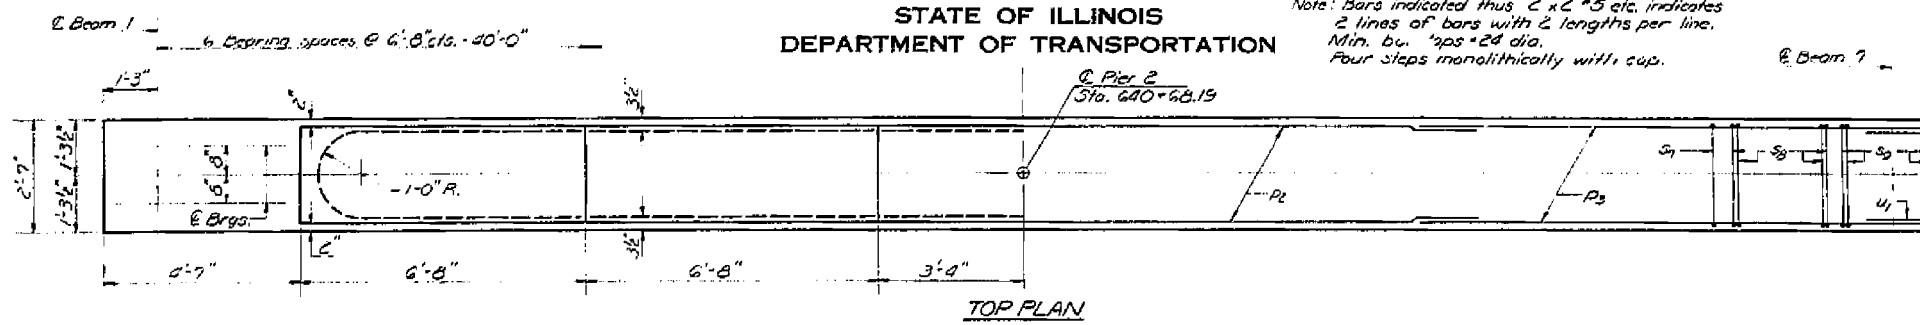 STATE OF ILLINOIS
DEPARTMENT OF TRANSPORTATION
Note: Bars indicated thus 2 x 2 #5 etc. indicates
2 lines of bars with 2 lengths per line.
Min. = 24 dia.
Pour steps monolithically with cap.
℄ Beam 1
6 Bearing spaces @ 6'-8" cts. - 40'-0"
℄ Beam 7
1'-3"
℄ Pier 2
Sta. 640+68.19
2"
3½"
2'-7"
1'-3½" 1'-3½"
8" 8"
1'-0" R.
℄ Brgs.
2"
3½"
P2
P3
S7
S8
S9
U1
4'-7"
6'-8"
6'-8"
3'-4"
TOP PLAN